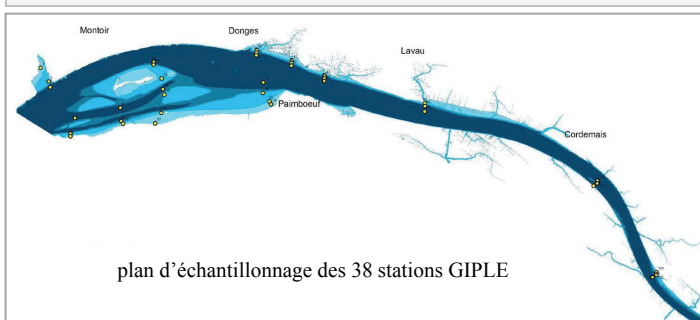 Montoir
Donges
Lavau
Paimboeuf
Cordemais
plan d'échantillonnage des 38 stations GIPLE